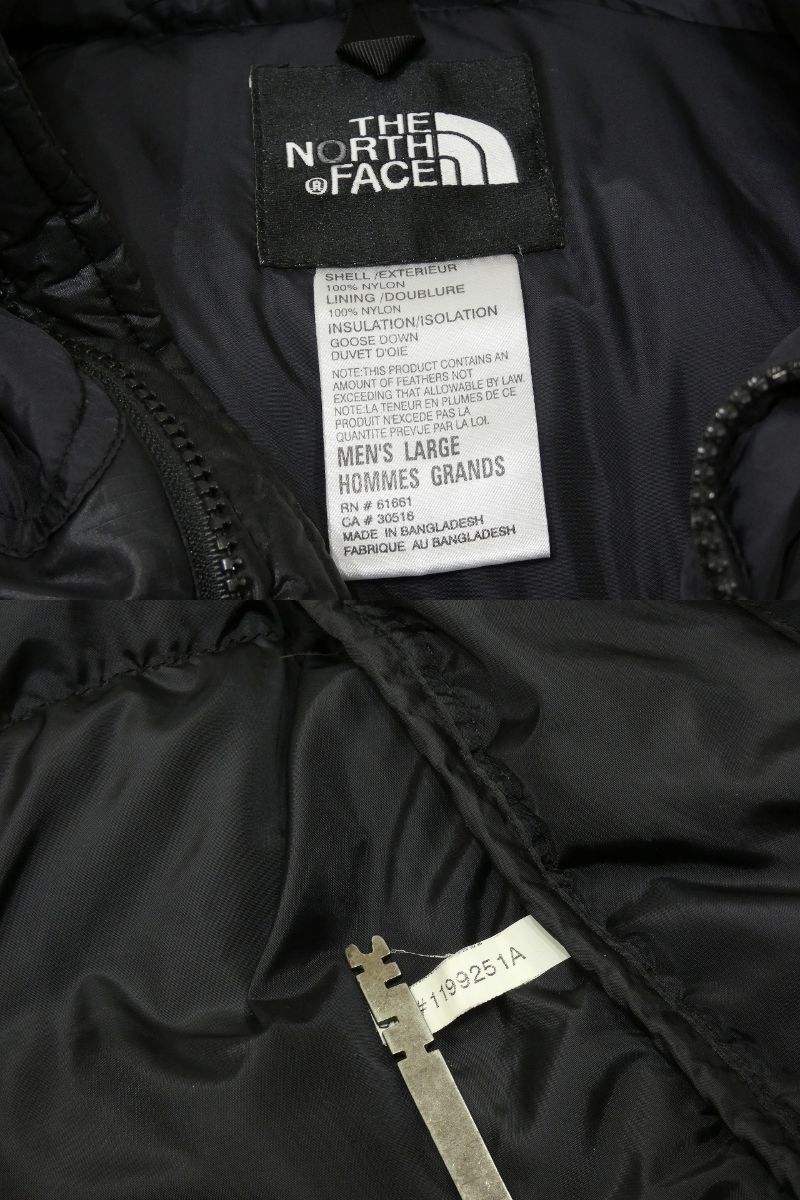 THE
NORTH
® FACE
SHELL /EXTERIEUR
100% NYLON
LINING /DOUBLURE
100% NYLON
INSULATION/ISOLATION
GOOSE DOWN
DUVET D'OIE
NOTE:THIS PRODUCT CONTAINS AN
AMOUNT OF FEATHERS NOT
EXCEEDING THAT ALLOWABLE BY LAW.
NOTE:LA TENEUR EN PLUMES DE CE
PRODUIT N'EXCEDE PAS LA
QUANTITE PREVUE PAR LA LOI.
MEN'S LARGE
HOMMES GRANDS
RN # 61661
CA # 30516
MADE IN BANGLADESH
FABRIQUE AU BANGLADESH
#1199251A